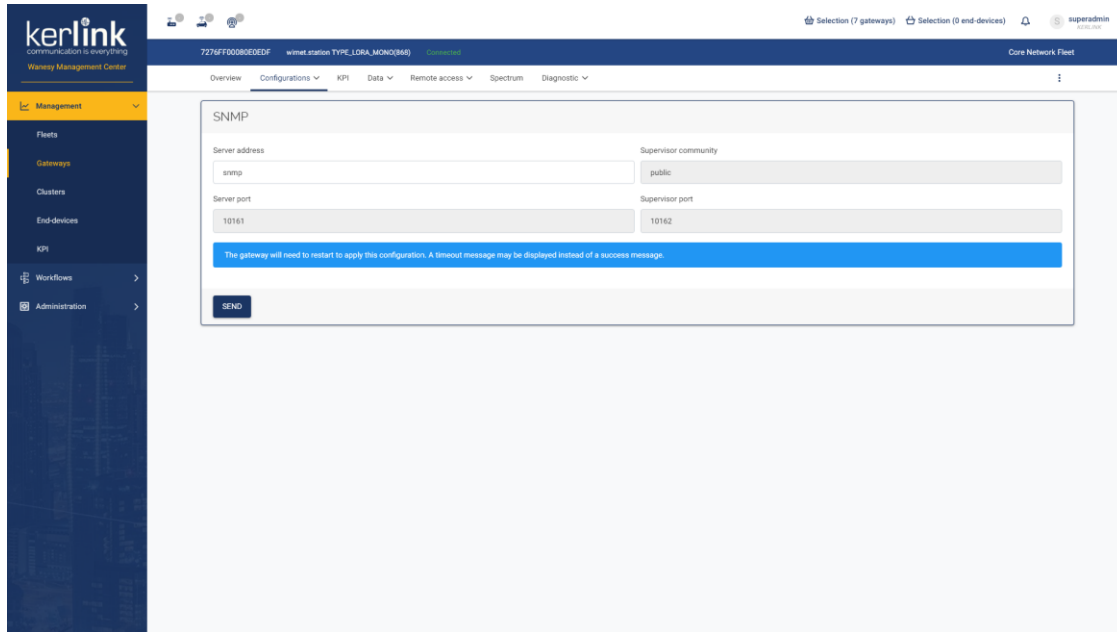 kerlink
communication is everything
Wanesy Management Center
Selection (7 gateways) Selection (0 end-devices) S superadmin
KERLINK
7276FF00080E0EDF wirnet.station TYPE_LORA_MONO(868) Connected Core Network Fleet
Overview Configurations KPI Data Remote access Spectrum Diagnostic
Management
Fleets
Gateways
Clusters
End-devices
KPI
Workflows
Administration
SNMP
Server address Supervisor community
snmp public
Server port Supervisor port
10161 10162
The gateway will need to restart to apply this configuration. A timeout message may be displayed instead of a success message.
SEND